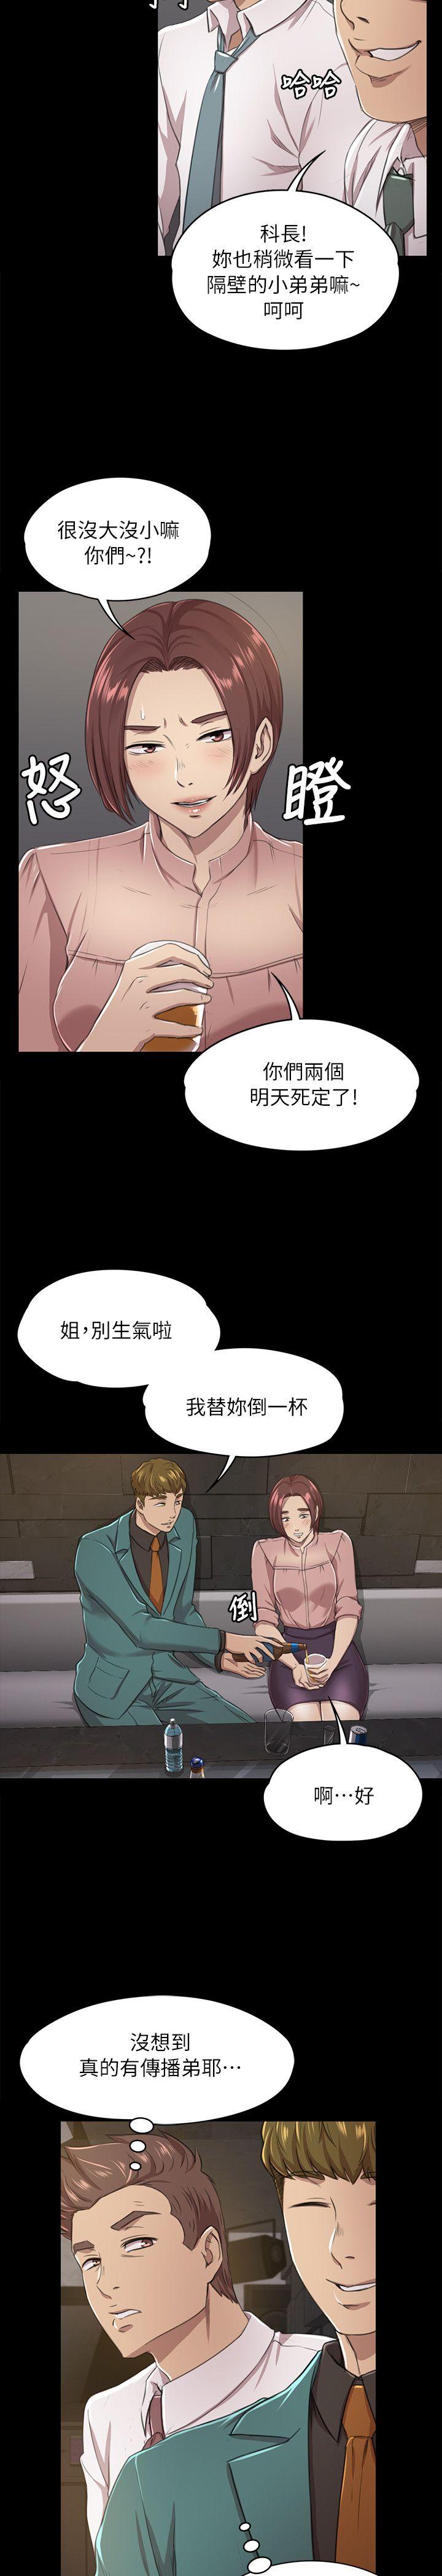 哈哈
科長!
妳也稍微看一下
隔壁的小弟弟嘛~
呵呵
很沒大沒小嘛
你們~?!
怒
瞪
你們兩個
明天死定了!
姐,別生氣啦
我替妳倒一杯
倒
啊…好
沒想到
真的有傳播弟耶…